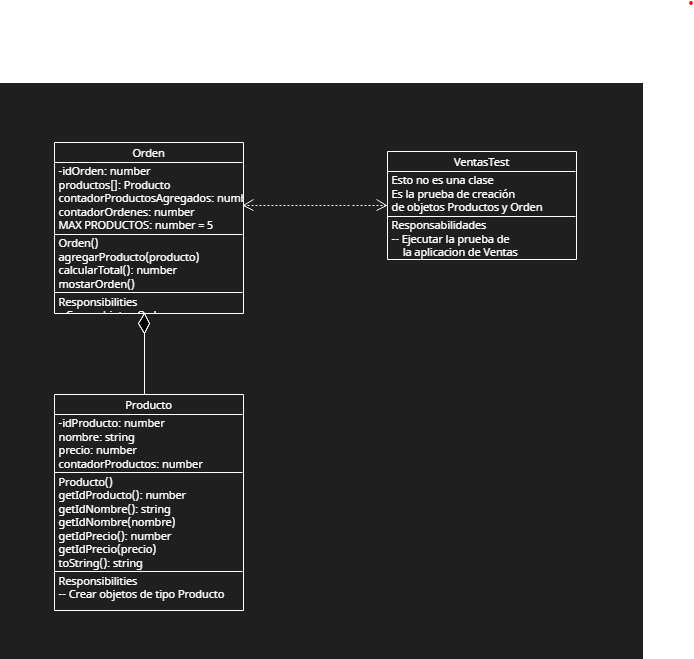 Orden
-idOrden: number
productos[]: Producto
contadorProductosAgregados: numb
contadorOrdenes: number
MAX PRODUCTOS: number = 5
Orden()
agregarProducto(producto)
calcularTotal(): number
mostarOrden()
Responsibilities
VentasTest
Esto no es una clase
Es la prueba de creación
de objetos Productos y Orden
Responsabilidades
-- Ejecutar la prueba de
la aplicacion de Ventas
Producto
-idProducto: number
nombre: string
precio: number
contadorProductos: number
Producto()
getIdProducto(): number
getIdNombre(): string
getIdNombre(nombre)
getIdPrecio(): number
getIdPrecio(precio)
toString(): string
Responsibilities
-- Crear objetos de tipo Producto